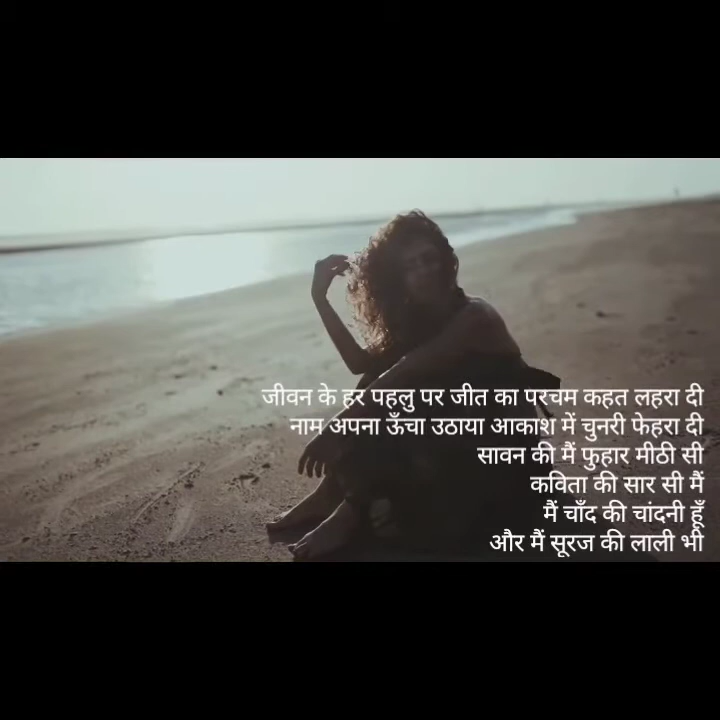 जीवन के हर पहलु पर जीत का परचम कहत लहरा दी
नाम अपना ऊँचा उठाया आकाश में चुनरी फेहरा दी
सावन की मैं फुहार मीठी सी
कविता की सार सी मैं
मैं चाँद की चांदनी हूँ
और मैं सूरज की लाली भी